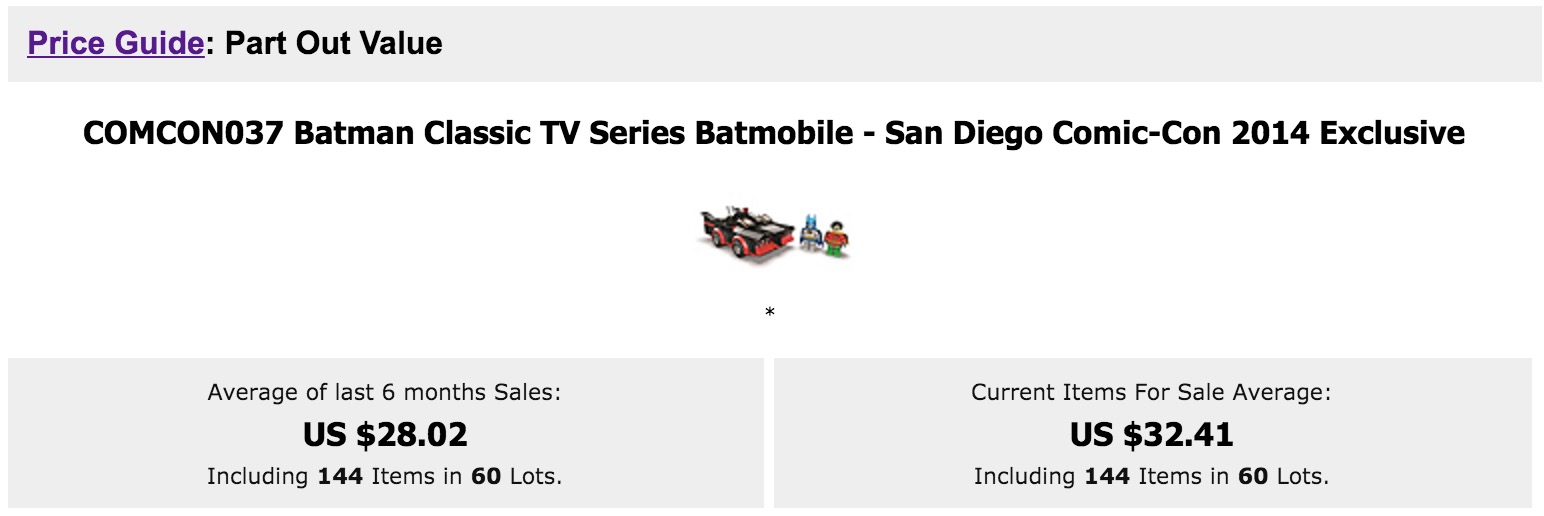 Price Guide: Part Out Value
COMCON037 Batman Classic TV Series Batmobile - San Diego Comic-Con 2014 Exclusive
*
Average of last 6 months Sales:
US $28.02
Including 144 Items in 60 Lots.
Current Items For Sale Average:
US $32.41
Including 144 Items in 60 Lots.